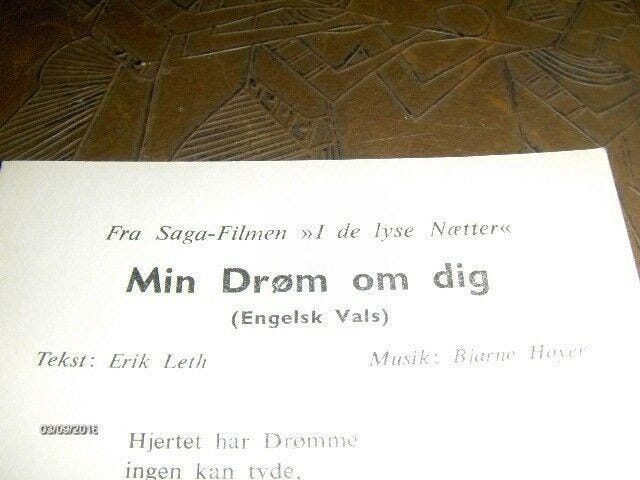 Fra Saga-Filmen »I de lyse Nætter«
Min Drøm om dig
(Engelsk Vals)
Tekst: Erik Leth Musik: Bjarne Hoyer
03/09/2016
Hjertet har Drømme
ingen kan tyde,